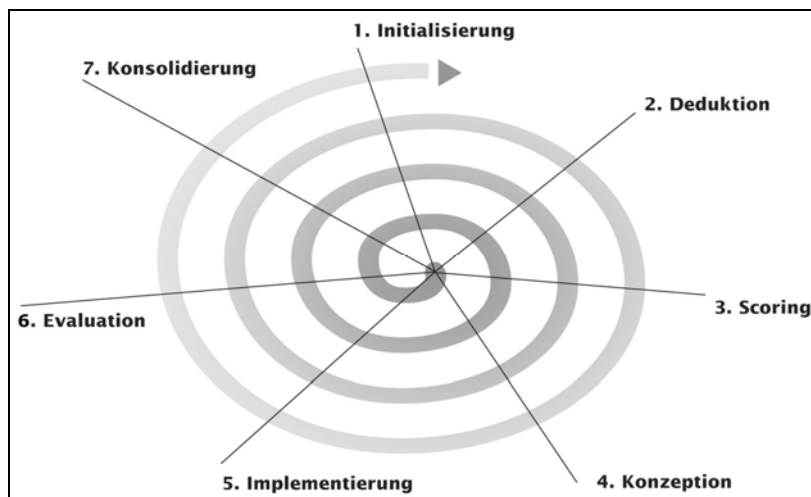 1. Initialisierung
2. Deduktion
3. Scoring
4. Konzeption
5. Implementierung
6. Evaluation
7. Konsolidierung